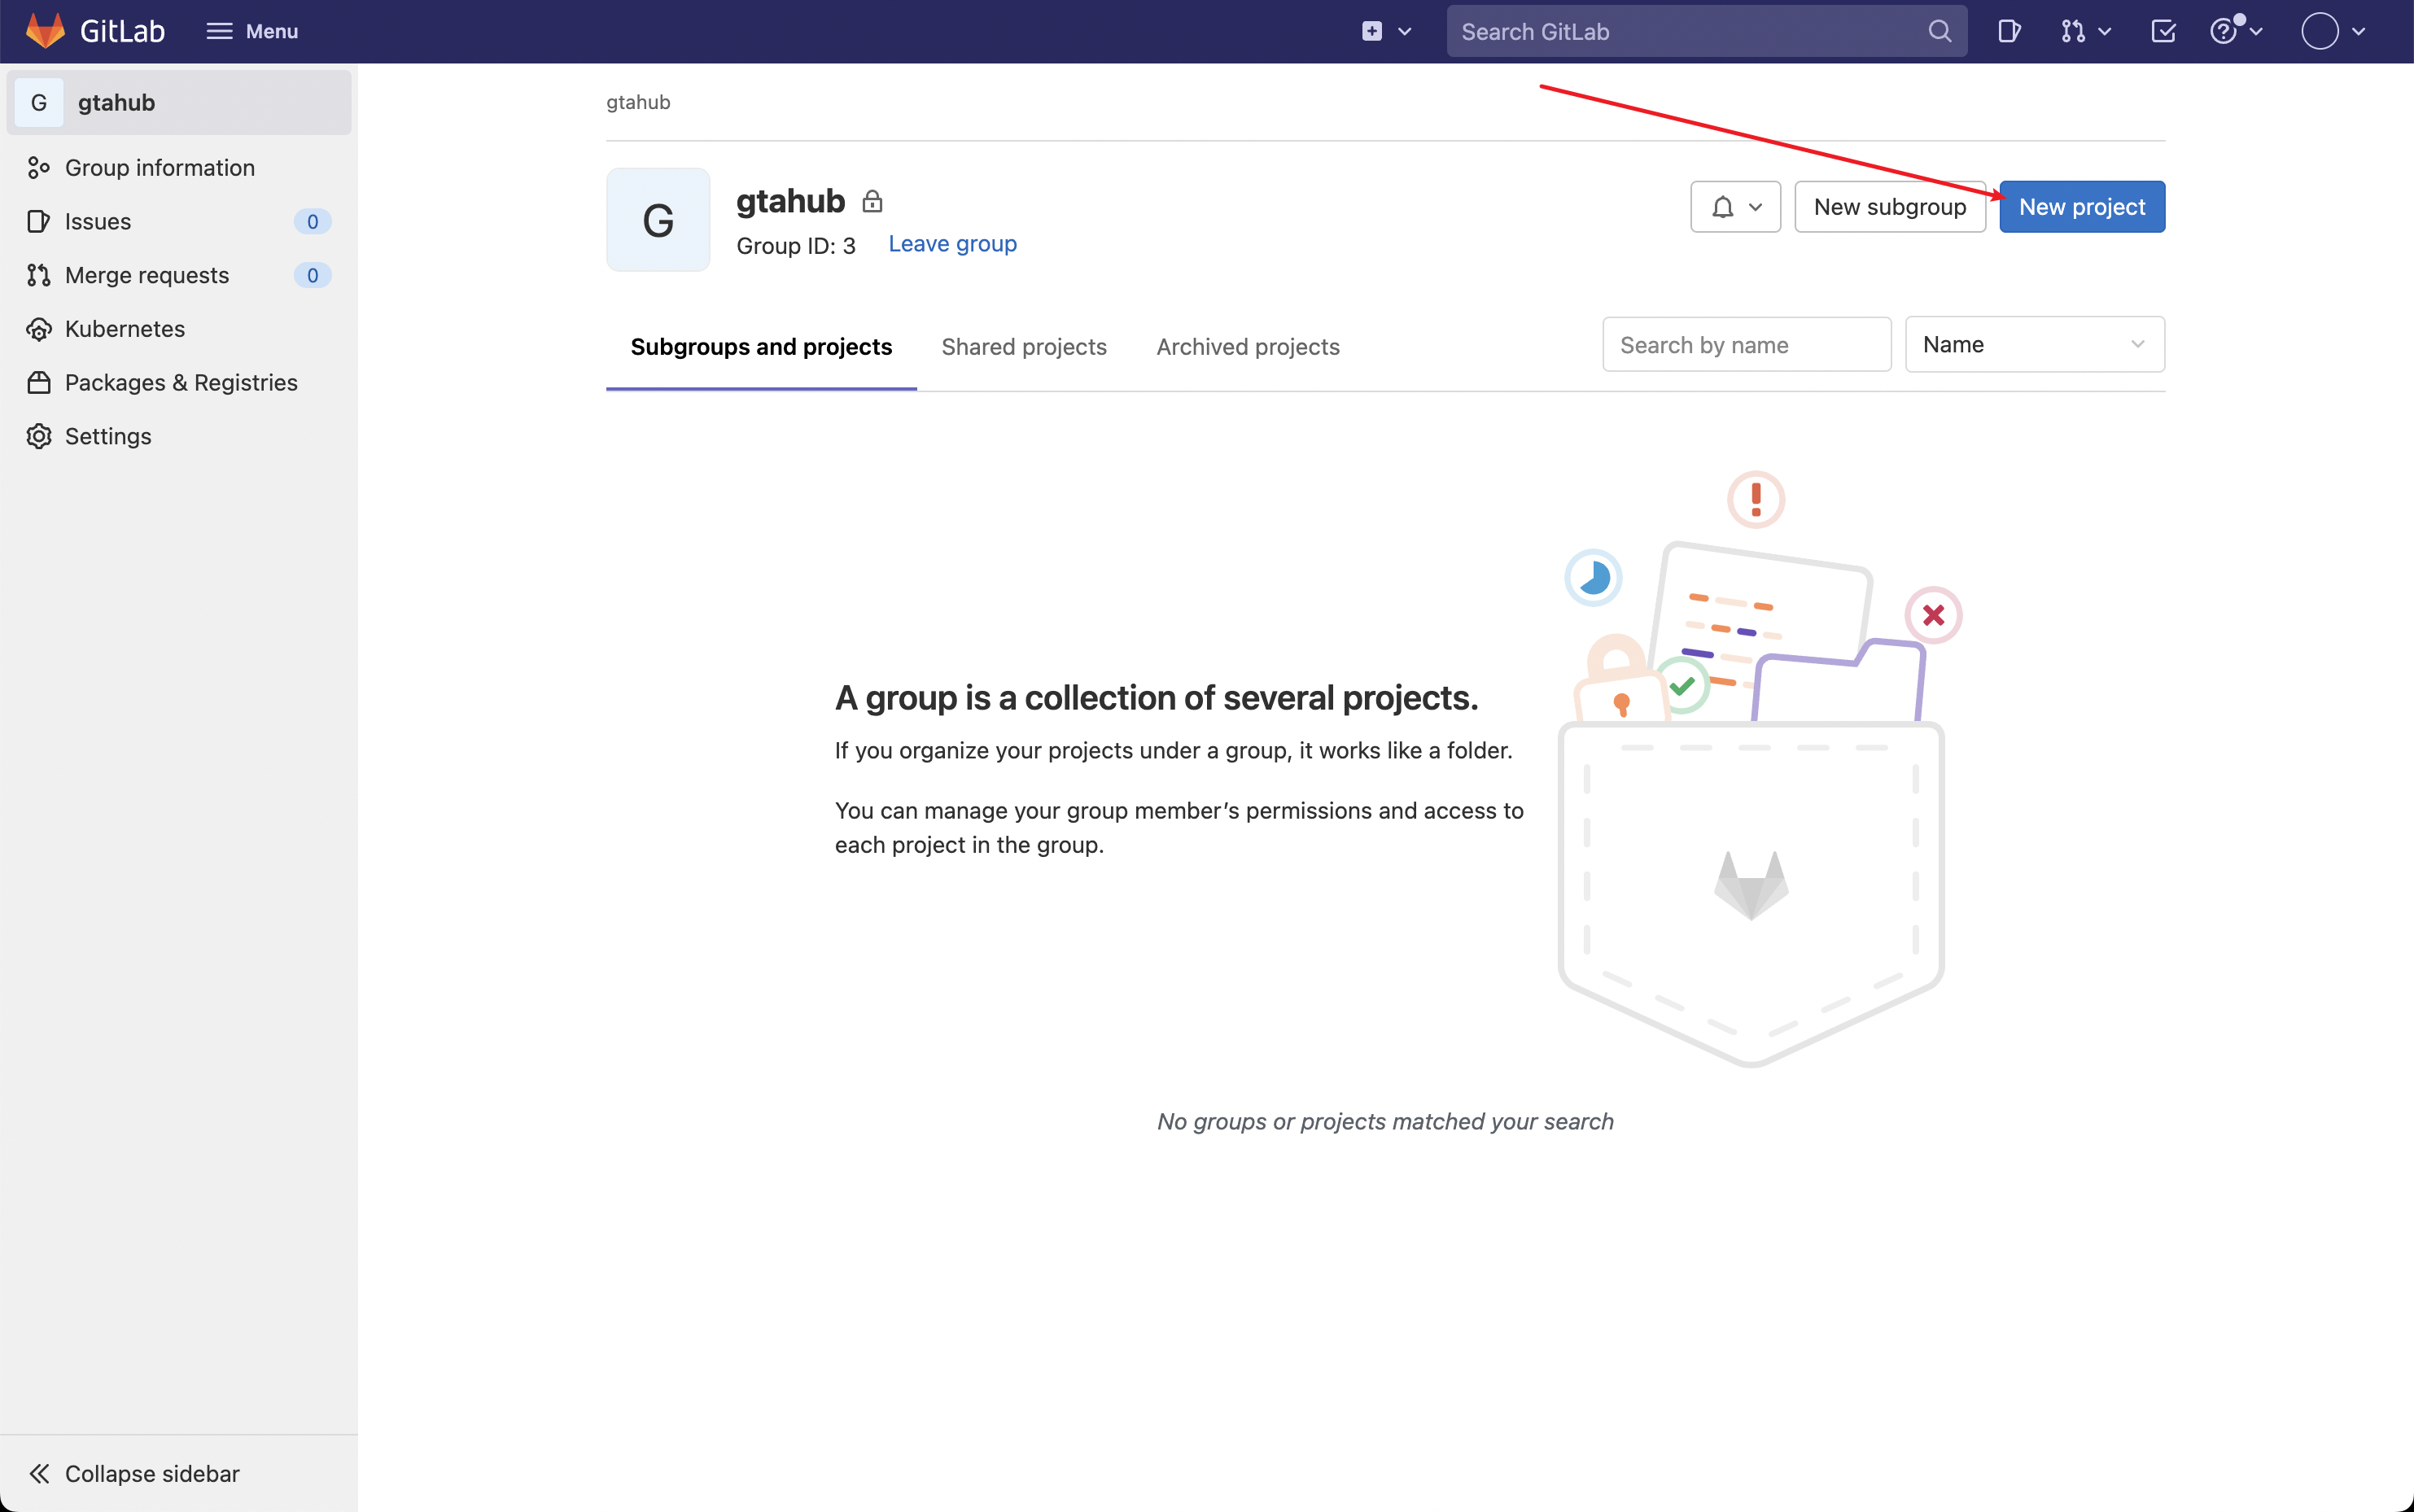 GitLab
Menu
Search GitLab
G
gtahub
Group information
Issues
0
Merge requests
0
Kubernetes
Packages & Registries
Settings
Collapse sidebar
gtahub
G
gtahub
Group ID: 3
Leave group
New subgroup
New project
Subgroups and projects
Shared projects
Archived projects
Search by name
Name
A group is a collection of several projects.
If you organize your projects under a group, it works like a folder.
You can manage your group member’s permissions and access to
each project in the group.
No groups or projects matched your search